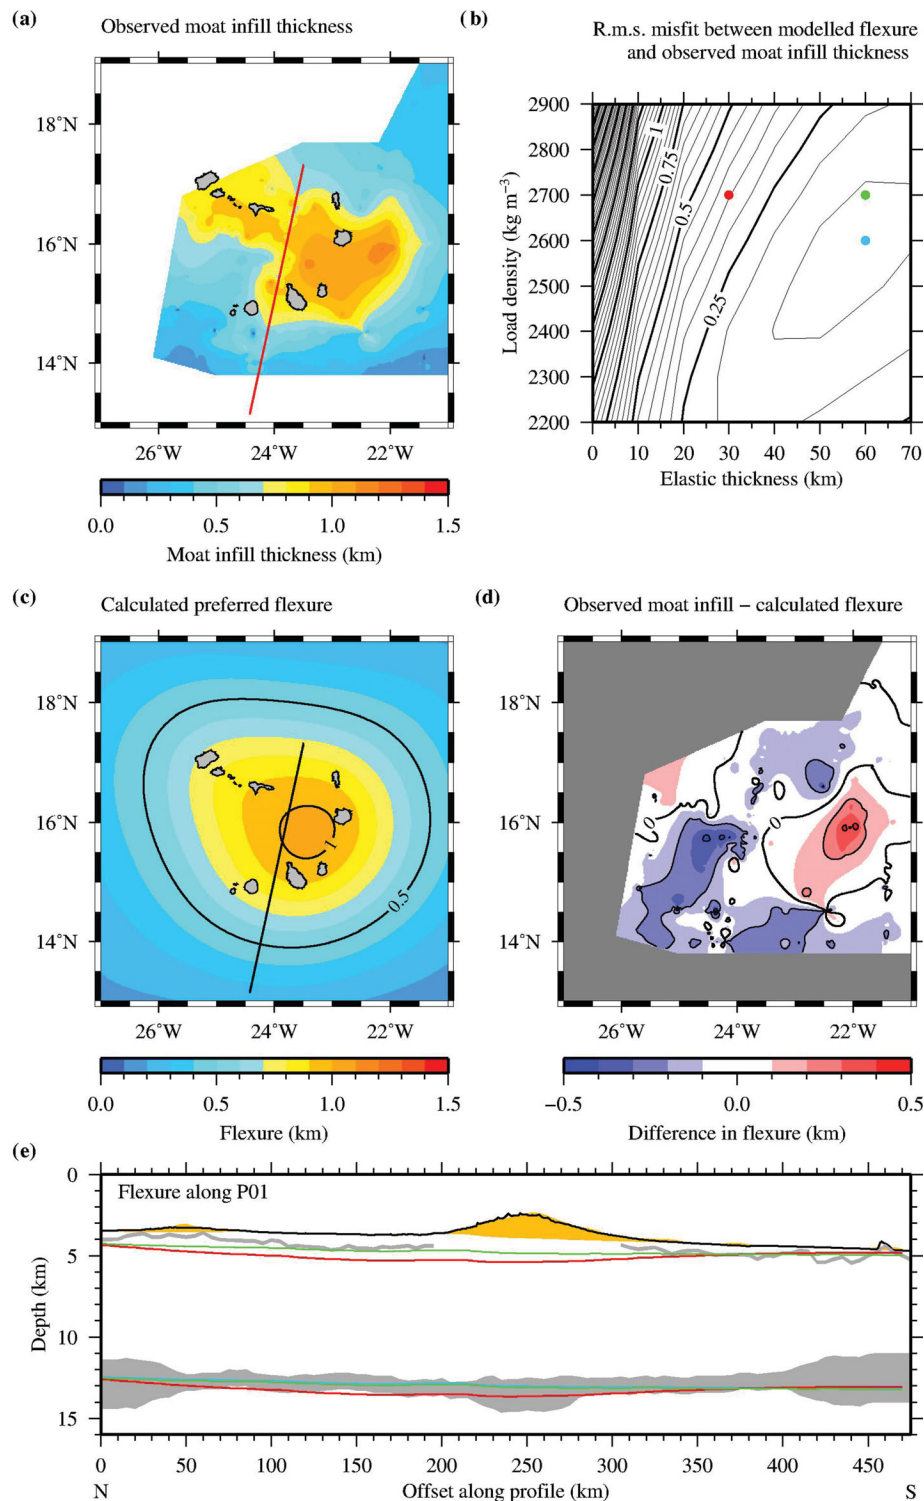 (a) Observed moat infill thickness
18°N
16°N
14°N
26°W 24°W 22°W
0.0 0.5 1.0 1.5
Moat infill thickness (km)
(b) R.m.s. misfit between modelled flexure
and observed moat infill thickness
2900
2800
2700
2600
2500
2400
2300
2200
Load density (kg m⁻³)
1
0.75
0.5
0.25
0 10 20 30 40 50 60 70
Elastic thickness (km)
(c) Calculated preferred flexure
18°N
16°N
14°N
1
0.5
26°W 24°W 22°W
0.0 0.5 1.0 1.5
Flexure (km)
(d) Observed moat infill − calculated flexure
18°N
16°N
14°N
0
0
26°W 24°W 22°W
−0.5 0.0 0.5
Difference in flexure (km)
(e)
Flexure along P01
0
5
10
15
Depth (km)
0 50 100 150 200 250 300 350 400 450
N Offset along profile (km) S